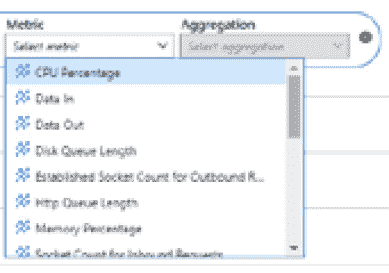 Metric Aggregation
Select metric Select aggregation
CPU Percentage
Data In
Data Out
Disk Queue Length
Established Socket Count for Outbound R...
Http Queue Length
Memory Percentage
Socket Count for Inbound Requests